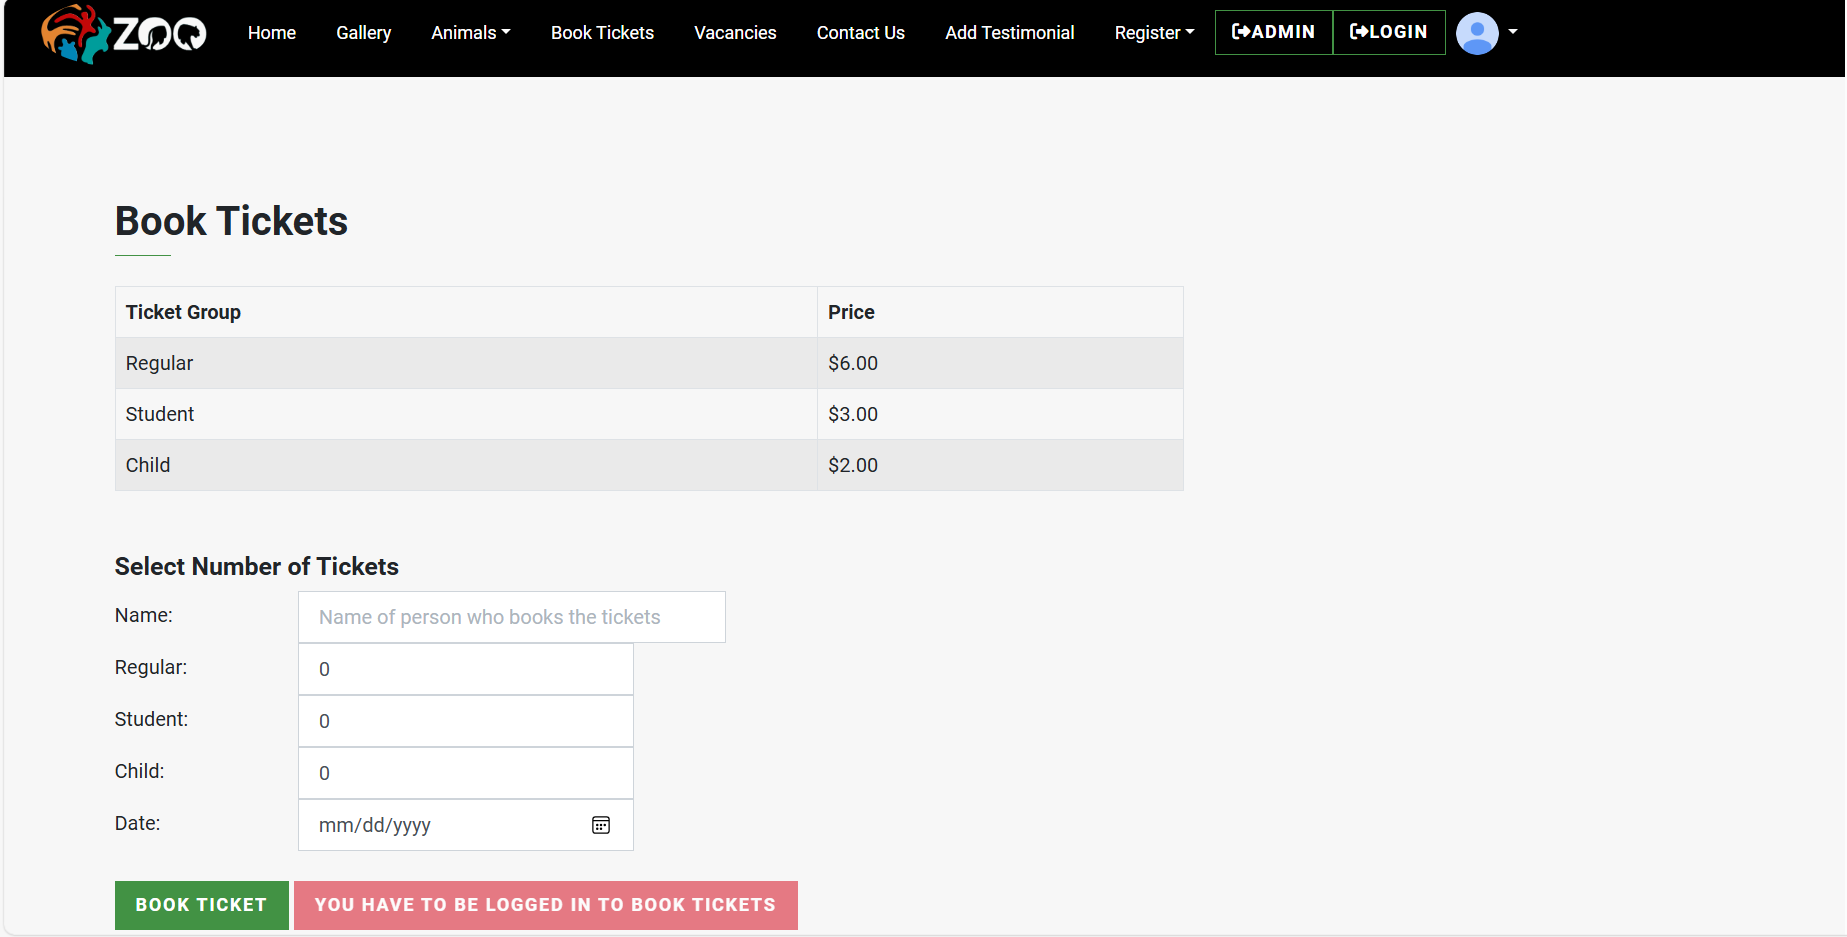 ZOO Home Gallery Animals Book Tickets Vacancies Contact Us Add Testimonial Register ADMIN LOGIN
Book Tickets
Ticket Group Price
Regular $6.00
Student $3.00
Child $2.00
Select Number of Tickets
Name: Name of person who books the tickets
Regular: 0
Student: 0
Child: 0
Date: mm/dd/yyyy
BOOK TICKET YOU HAVE TO BE LOGGED IN TO BOOK TICKETS